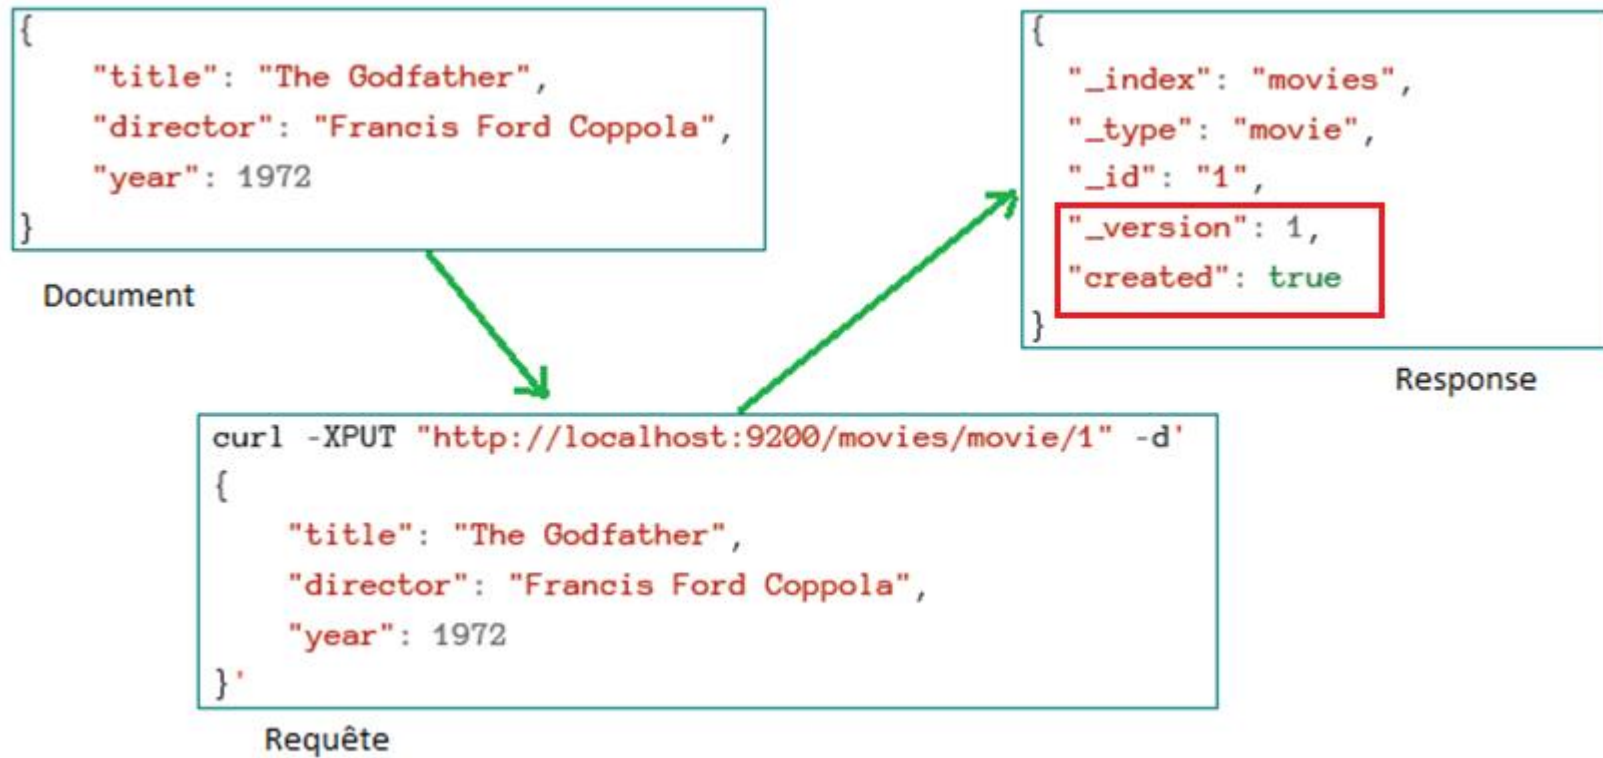 {
"title": "The Godfather",
"director": "Francis Ford Coppola",
"year": 1972
}
Document
{
"_index": "movies",
"_type": "movie",
"_id": "1",
"_version": 1,
"created": true
}
Response
curl -XPUT "http://localhost:9200/movies/movie/1" -d'
{
"title": "The Godfather",
"director": "Francis Ford Coppola",
"year": 1972
}'
Requête